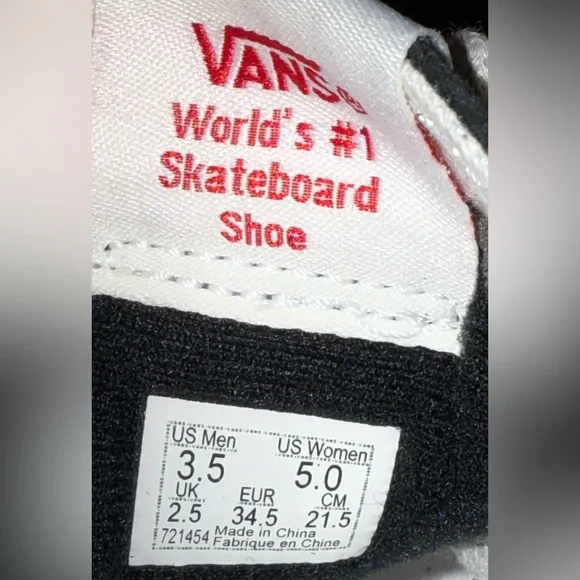 VANS®
World's #1
Skateboard
Shoe
US Men US Women
3.5 5.0
UK EUR CM
2.5 34.5 21.5
721454 Made in China
Fabrique en Chine